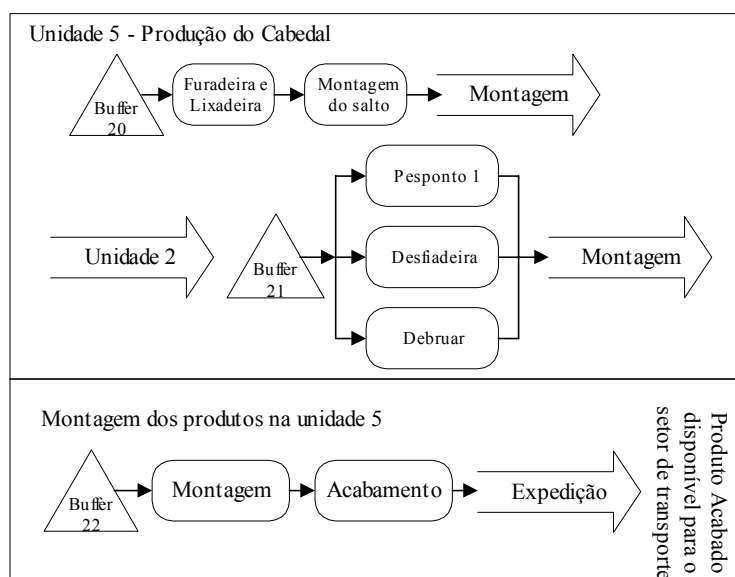 Unidade 5 - Produção do Cabedal
Buffer
20
Furadeira e
Lixadeira
Montagem
do salto
Montagem
Unidade 2
Buffer
21
Pesponto 1
Desfiadeira
Debruar
Montagem
Montagem dos produtos na unidade 5
Buffer
22
Montagem
Acabamento
Expedição
Produto Acabado
disponível para o
setor de transporte